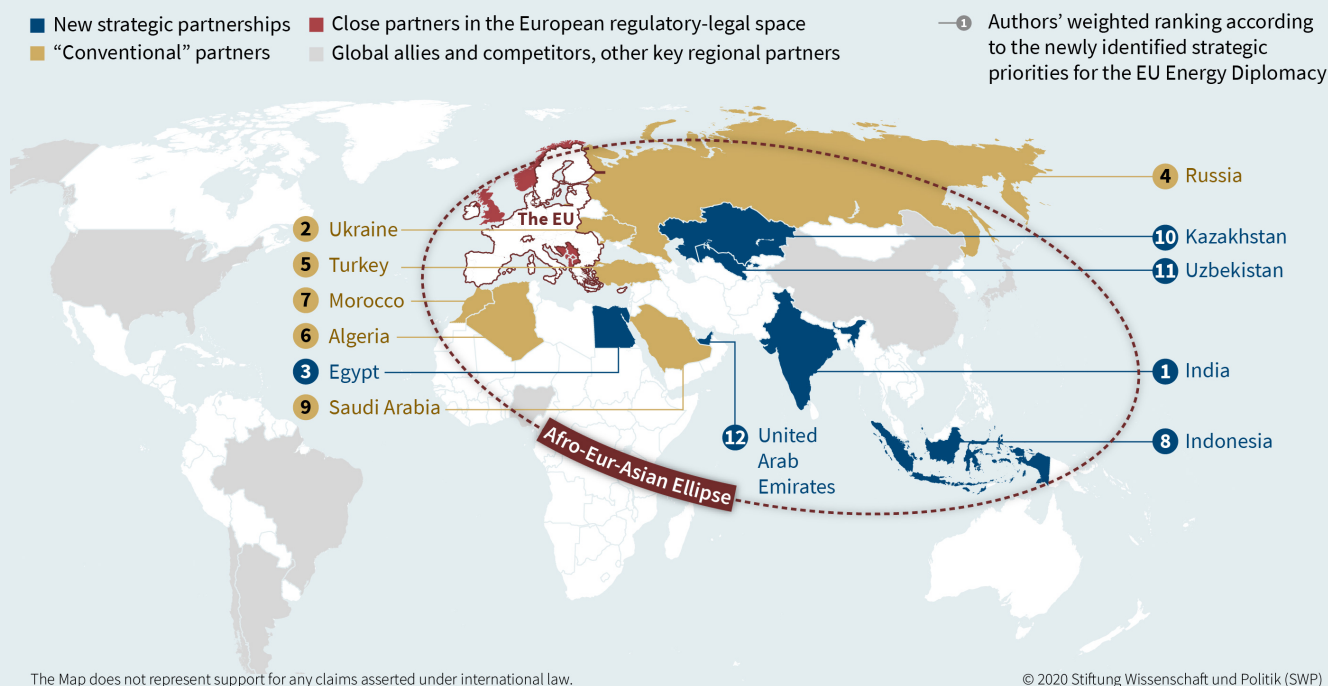 New strategic partnerships
Close partners in the European regulatory-legal space
“Conventional” partners
Global allies and competitors, other key regional partners
1
Authors’ weighted ranking according
to the newly identified strategic
priorities for the EU Energy Diplomacy
The EU
2 Ukraine
5 Turkey
7 Morocco
6 Algeria
3 Egypt
9 Saudi Arabia
4 Russia
10 Kazakhstan
11 Uzbekistan
1 India
8 Indonesia
12 United
Arab
Emirates
Afro-Eur-Asian Ellipse
The Map does not represent support for any claims asserted under international law.
© 2020 Stiftung Wissenschaft und Politik (SWP)